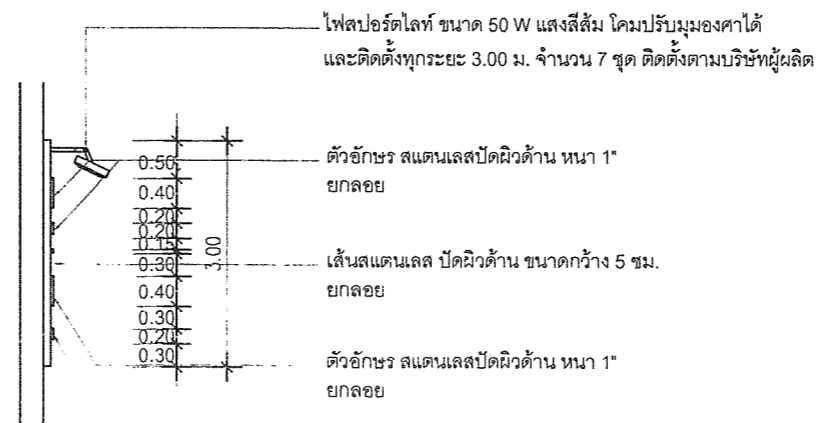 ไฟสปอร์ตไลท์ ขนาด 50 W แสงสีส้ม โคมปรับมุมองศาได้
และติดตั้งทุกระยะ 3.00 ม. จำนวน 7 ชุด ติดตั้งตามบริษัทผู้ผลิต
ตัวอักษร สแตนเลสปัดผิวด้าน หนา 1"
ยกลอย
เส้นสแตนเลส ปัดผิวด้าน ขนาดกว้าง 5 ซม.
ยกลอย
ตัวอักษร สแตนเลสปัดผิวด้าน หนา 1"
ยกลอย
0.50
0.40
0.20
0.20
0.15
0.30
0.40
0.30
0.20
0.30
3.00